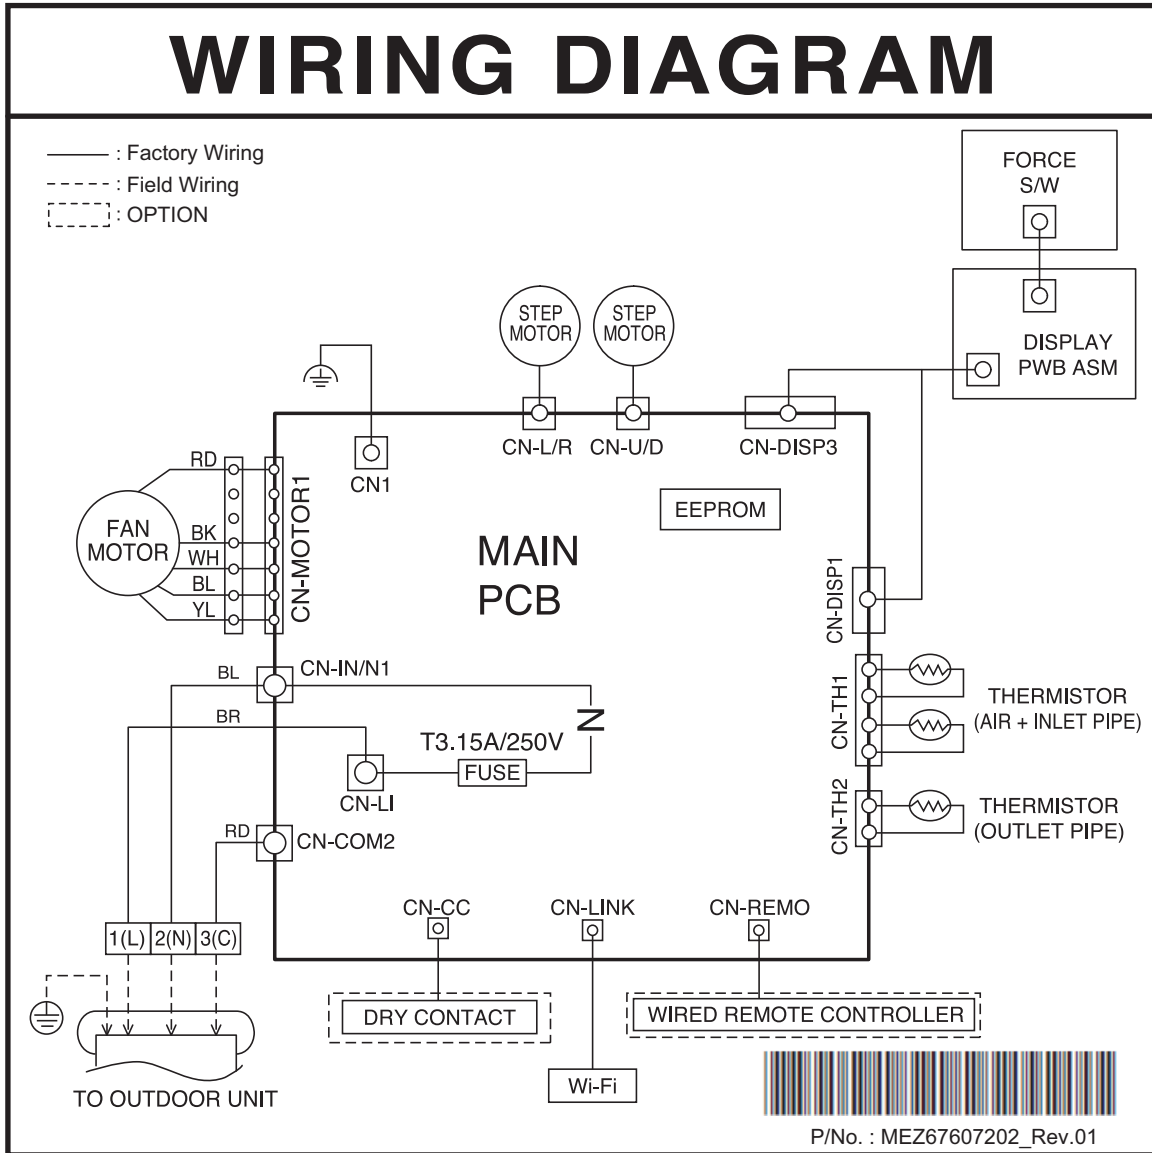 WIRING DIAGRAM
: Factory Wiring
: Field Wiring
: OPTION
FORCE
S/W
DISPLAY
PWB ASM
STEP
MOTOR
STEP
MOTOR
CN-L/R
CN-U/D
CN-DISP3
CN1
EEPROM
RD
BK
WH
BL
YL
FAN
MOTOR
CN-MOTOR1
MAIN
PCB
CN-DISP1
CN-TH1
THERMISTOR
(AIR + INLET PIPE)
CN-TH2
THERMISTOR
(OUTLET PIPE)
BL
CN-IN/N1
BR
N
T3.15A/250V
FUSE
CN-LI
RD
CN-COM2
1(L) 2(N) 3(C)
TO OUTDOOR UNIT
CN-CC
CN-LINK
CN-REMO
DRY CONTACT
Wi-Fi
WIRED REMOTE CONTROLLER
P/No. : MEZ67607202_Rev.01